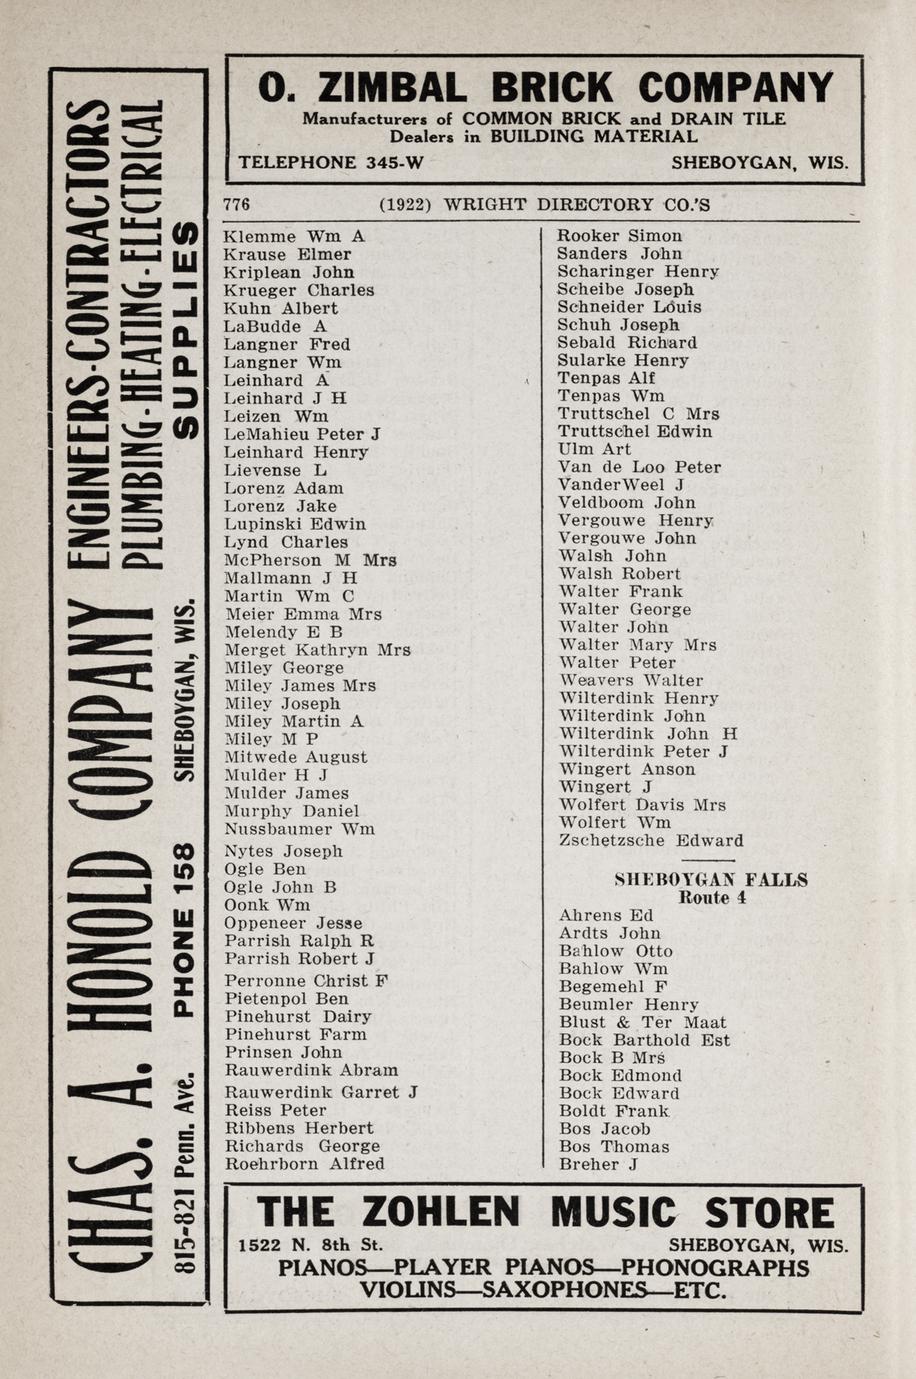 O. ZIMBAL BRICK COMPANY
Manufacturers of COMMON BRICK and DRAIN TILE
Dealers in BUILDING MATERIAL
TELEPHONE 345-W SHEBOYGAN, WIS.
CHAS. A. HONOLD COMPANY ENGINEERS-CONTRACTORS
PLUMBING-HEATING-ELECTRICAL
815-821 Penn. Ave. PHONE 158 SHEBOYGAN, WIS. SUPPLIES
776 (1922) WRIGHT DIRECTORY CO.'S
Klemme Wm A
Krause Elmer
Kriplean John
Krueger Charles
Kuhn Albert
LaBudde A
Langner Fred
Langner Wm
Leinhard A
Leinhard J H
Leizen Wm
LeMahieu Peter J
Leinhard Henry
Lievense L
Lorenz Adam
Lorenz Jake
Lupinski Edwin
Lynd Charles
McPherson M Mrs
Mallmann J H
Martin Wm C
Meier Emma Mrs
Melendy E B
Merget Kathryn Mrs
Miley George
Miley James Mrs
Miley Joseph
Miley Martin A
Miley M P
Mitwede August
Mulder H J
Mulder James
Murphy Daniel
Nussbaumer Wm
Nytes Joseph
Ogle Ben
Ogle John B
Oonk Wm
Oppeneer Jesse
Parrish Ralph R
Parrish Robert J
Perronne Christ F
Pietenpol Ben
Pinehurst Dairy
Pinehurst Farm
Prinsen John
Rauwerdink Abram
Rauwerdink Garret J
Reiss Peter
Ribbens Herbert
Richards George
Roehrborn Alfred
Rooker Simon
Sanders John
Scharinger Henry
Scheibe Joseph
Schneider Louis
Schuh Joseph
Sebald Richard
Sularke Henry
Tenpas Alf
Tenpas Wm
Truttschel C Mrs
Truttschel Edwin
Ulm Art
Van de Loo Peter
VanderWeel J
Veldboom John
Vergouwe Henry
Vergouwe John
Walsh John
Walsh Robert
Walter Frank
Walter George
Walter John
Walter Mary Mrs
Walter Peter
Weavers Walter
Wilterdink Henry
Wilterdink John
Wilterdink John H
Wilterdink Peter J
Wingert Anson
Wingert J
Wolfert Davis Mrs
Wolfert Wm
Zschetzsche Edward
SHEBOYGAN FALLS
Route 4
Ahrens Ed
Ardts John
Bahlow Otto
Bahlow Wm
Begemehl F
Beumler Henry
Blust & Ter Maat
Bock Barthold Est
Bock B Mrs
Bock Edmond
Bock Edward
Boldt Frank
Bos Jacob
Bos Thomas
Breher J
THE ZOHLEN MUSIC STORE
1522 N. 8th St. SHEBOYGAN, WIS.
PIANOS—PLAYER PIANOS—PHONOGRAPHS
VIOLINS—SAXOPHONES—ETC.